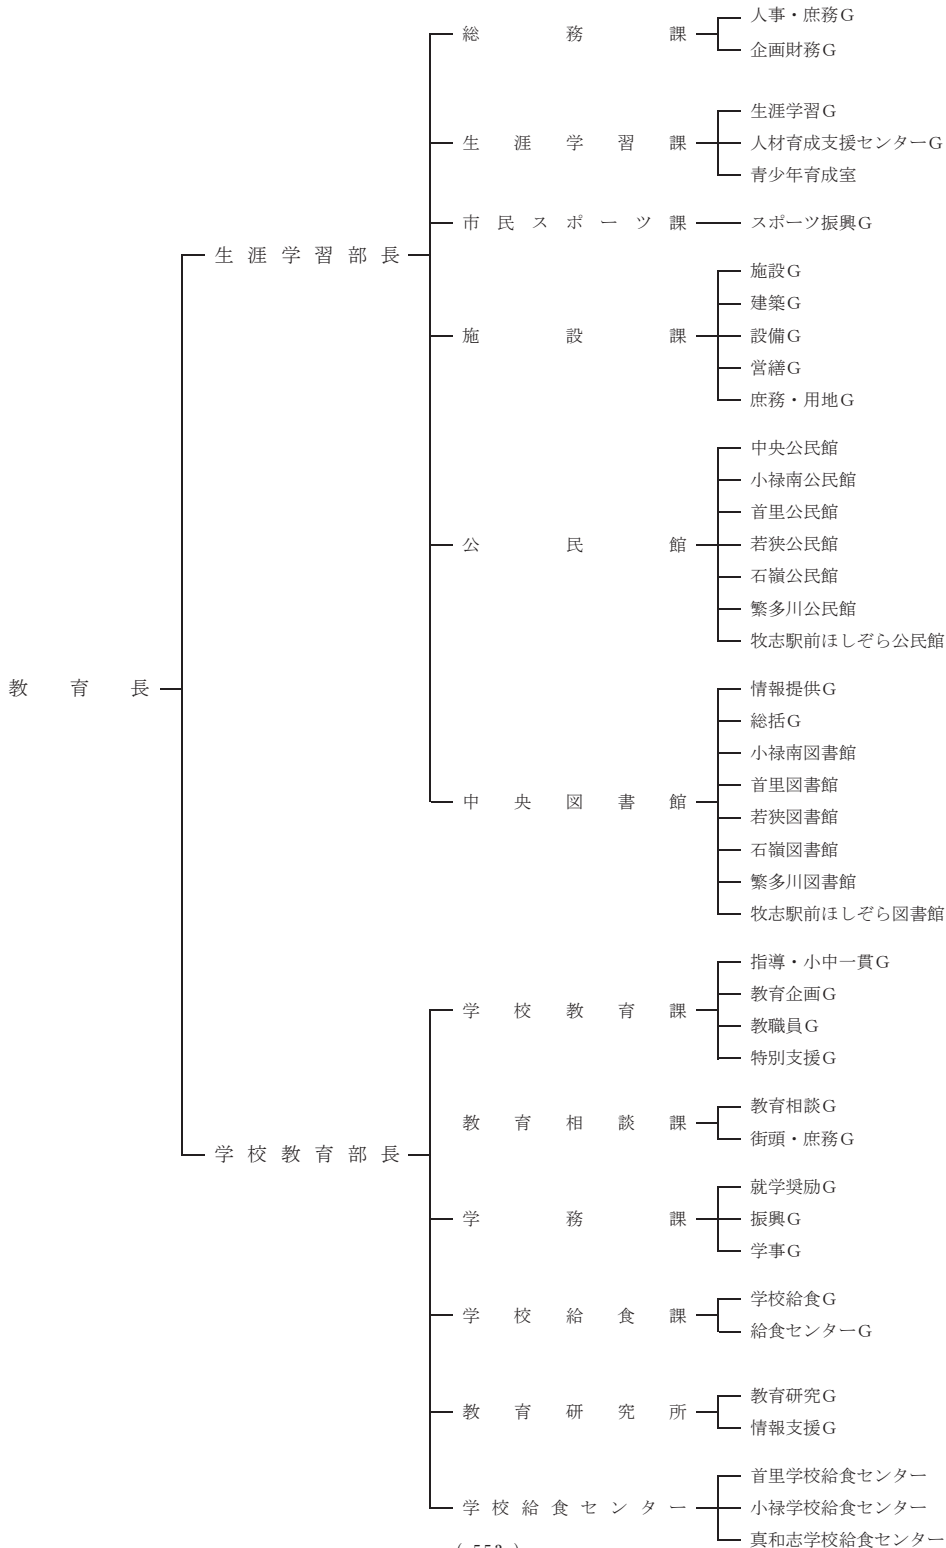 教育長
生涯学習部長
総務課
人事・庶務G
企画財務G
生涯学習課
生涯学習G
人材育成支援センターG
青少年育成室
市民スポーツ課
スポーツ振興G
施設課
施設G
建築G
設備G
営繕G
庶務・用地G
公民館
中央公民館
小禄南公民館
首里公民館
若狭公民館
石嶺公民館
繁多川公民館
牧志駅前ほしぞら公民館
中央図書館
情報提供G
総括G
小禄南図書館
首里図書館
若狭図書館
石嶺図書館
繁多川図書館
牧志駅前ほしぞら図書館
学校教育部長
学校教育課
指導・小中一貫G
教育企画G
教職員G
特別支援G
教育相談課
教育相談G
街頭・庶務G
学務課
就学奨励G
振興G
学事G
学校給食課
学校給食G
給食センターG
教育研究所
教育研究G
情報支援G
学校給食センター
首里学校給食センター
小禄学校給食センター
真和志学校給食センター